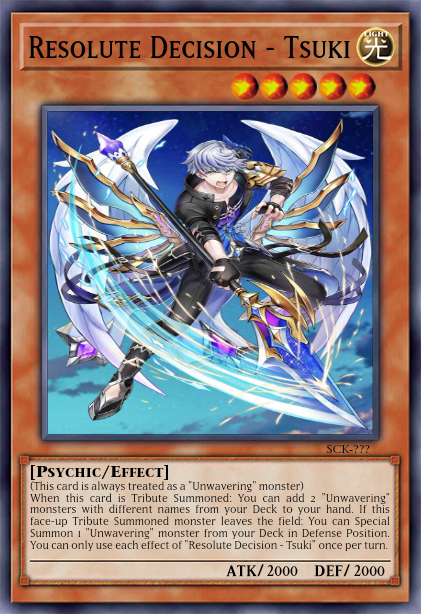 Resolute Decision - Tsuki
LIGHT
光
SCK-???
[Psychic/Effect]
(This card is always treated as a "Unwavering" monster)
When this card is Tribute Summoned: You can add 2 "Unwavering"
monsters with different names from your Deck to your hand. If this
face-up Tribute Summoned monster leaves the field: You can Special
Summon 1 "Unwavering" monster from your Deck in Defense Position.
You can only use each effect of "Resolute Decision - Tsuki" once per turn.
ATK/ 2000 DEF/ 2000